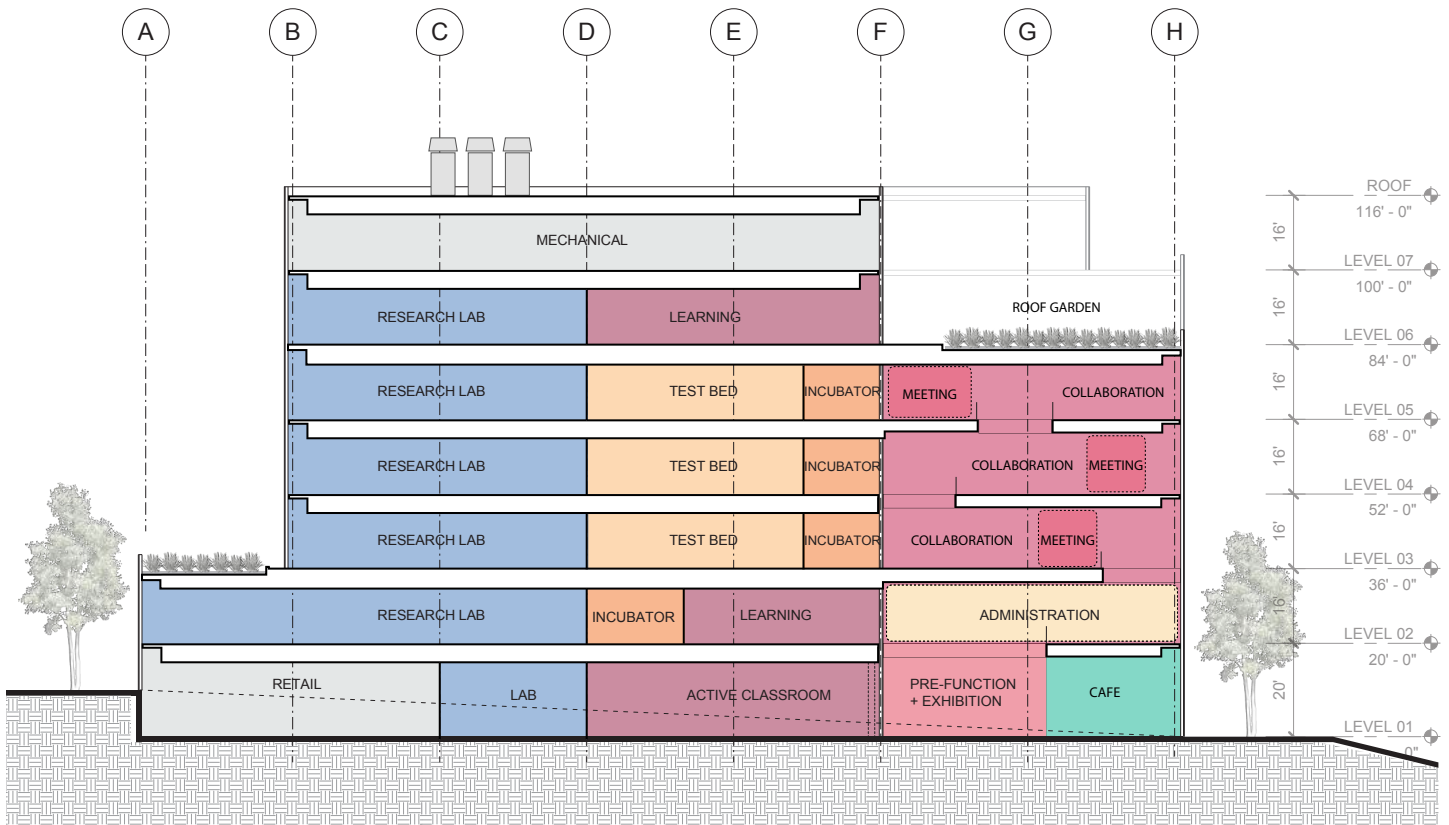 A
B
C
D
E
F
G
H
ROOF
116' - 0"
16'
MECHANICAL
LEVEL 07
100' - 0"
16'
RESEARCH LAB
LEARNING
ROOF GARDEN
LEVEL 06
84' - 0"
16'
RESEARCH LAB
TEST BED
INCUBATOR
MEETING
COLLABORATION
LEVEL 05
68' - 0"
16'
RESEARCH LAB
TEST BED
INCUBATOR
COLLABORATION
MEETING
LEVEL 04
52' - 0"
16'
RESEARCH LAB
TEST BED
INCUBATOR
COLLABORATION
MEETING
LEVEL 03
36' - 0"
16'
RESEARCH LAB
INCUBATOR
LEARNING
ADMINISTRATION
LEVEL 02
20' - 0"
20'
RETAIL
LAB
ACTIVE CLASSROOM
PRE-FUNCTION
+ EXHIBITION
CAFE
LEVEL 01
0"